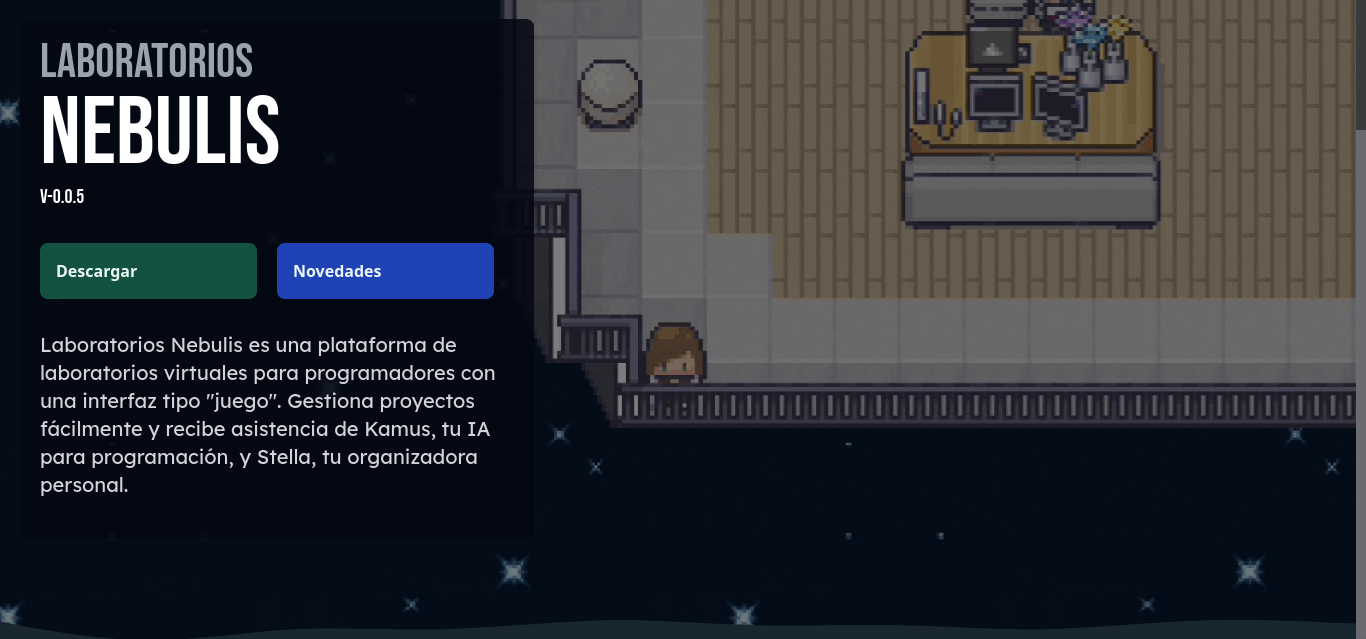 LABORATORIOS
NEBULIS
V-0.0.5
Descargar
Novedades
Laboratorios Nebulis es una plataforma de
laboratorios virtuales para programadores con
una interfaz tipo "juego". Gestiona proyectos
fácilmente y recibe asistencia de Kamus, tu IA
para programación, y Stella, tu organizadora
personal.